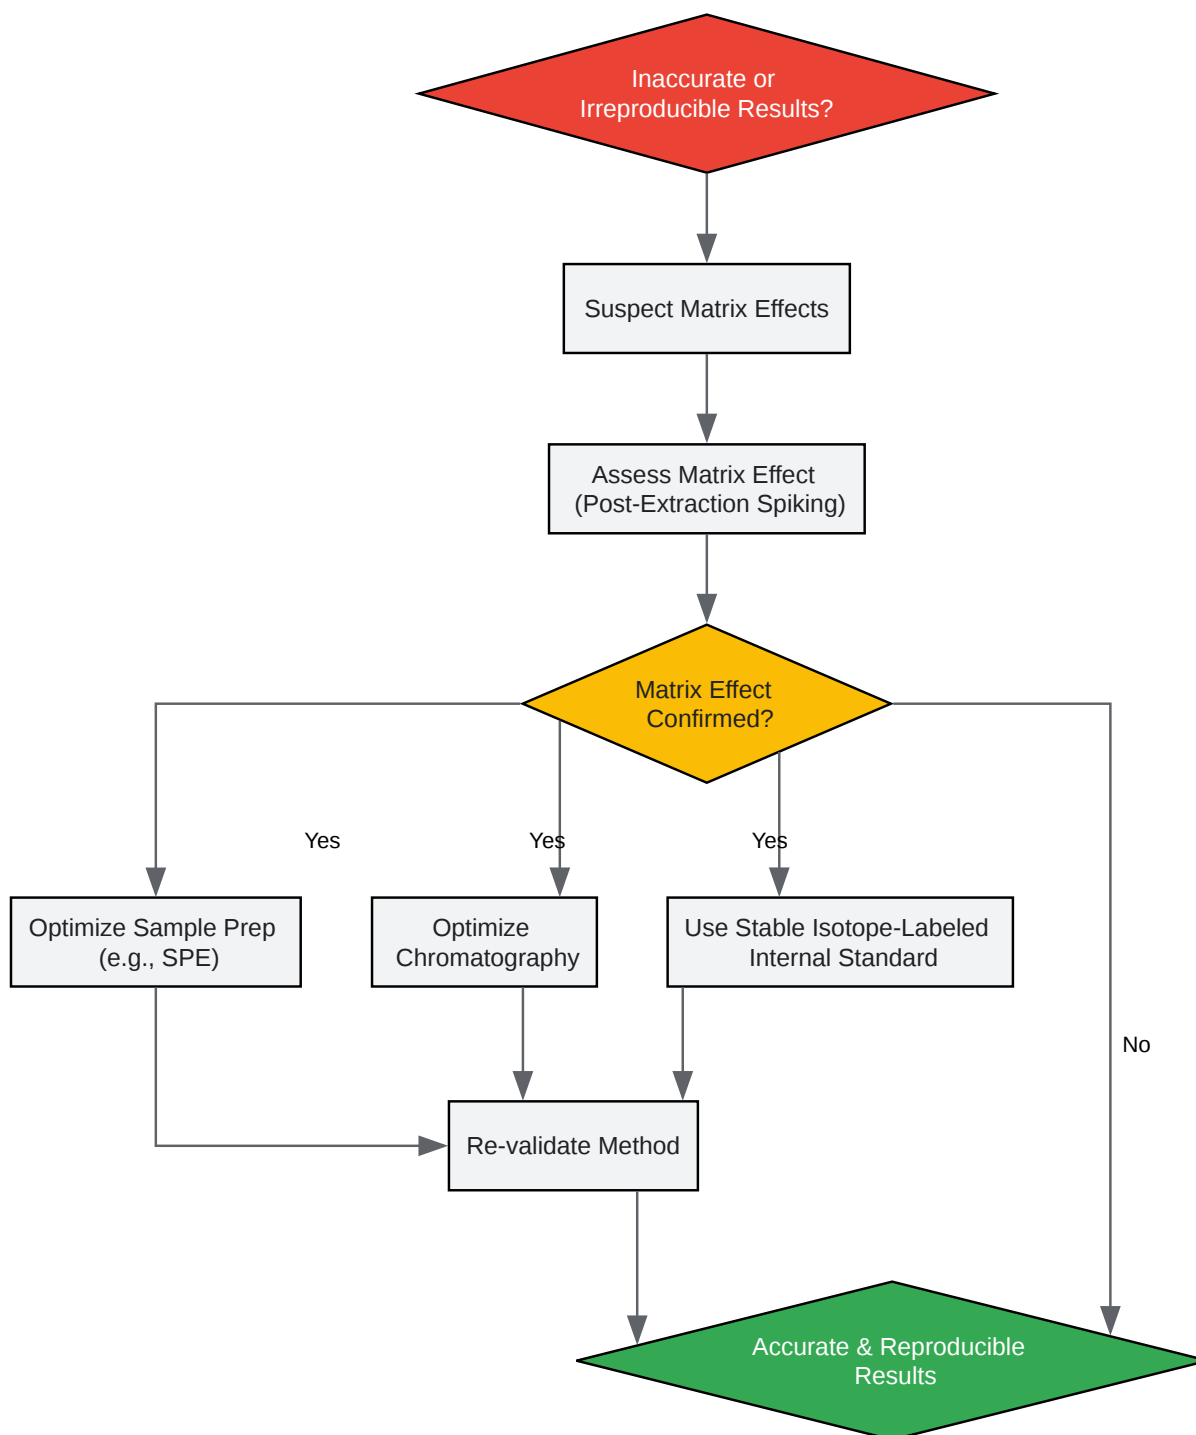 Inaccurate or
Irreproducible Results?
Suspect Matrix Effects
Assess Matrix Effect
(Post-Extraction Spiking)
Matrix Effect
Confirmed?
Yes
Yes
Yes
Optimize Sample Prep
(e.g., SPE)
Optimize
Chromatography
Use Stable Isotope-Labeled
Internal Standard
No
Re-validate Method
Accurate & Reproducible
Results